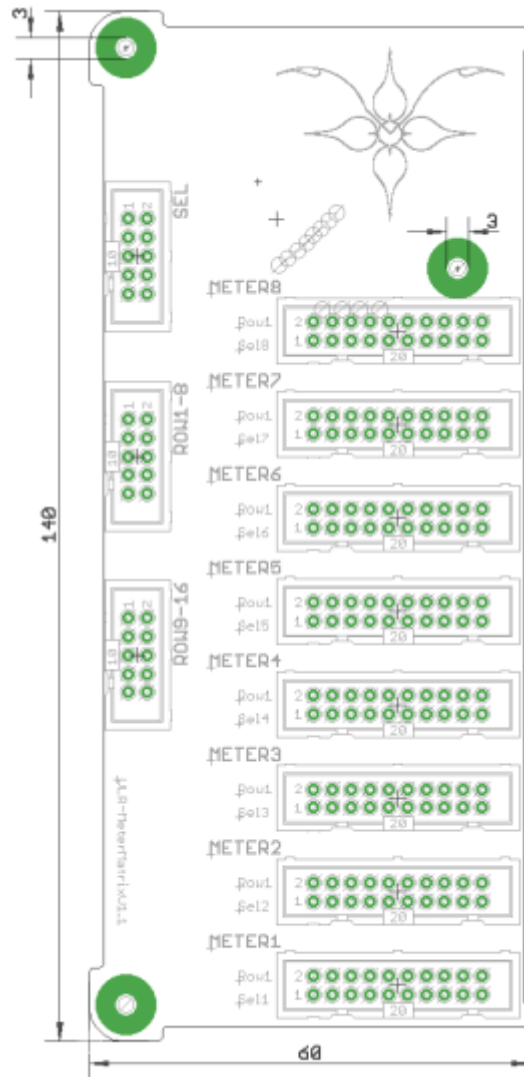 3
SEL
1 2
10
3
METER8
Row1 2
Sel8 1
20
METER7
Row1 2
Sel7 1
20
ROW1-8
1 2
10
METER6
Row1 2
Sel6 1
20
140
METER5
Row1 2
Sel5 1
20
ROW9-16
1 2
10
METER4
Row1 2
Sel4 1
20
METER3
Row1 2
Sel3 1
20
JLR-MeterMatrixV1.1
METER2
Row1 2
Sel2 1
20
METER1
Row1 2
Sel1 1
20
60